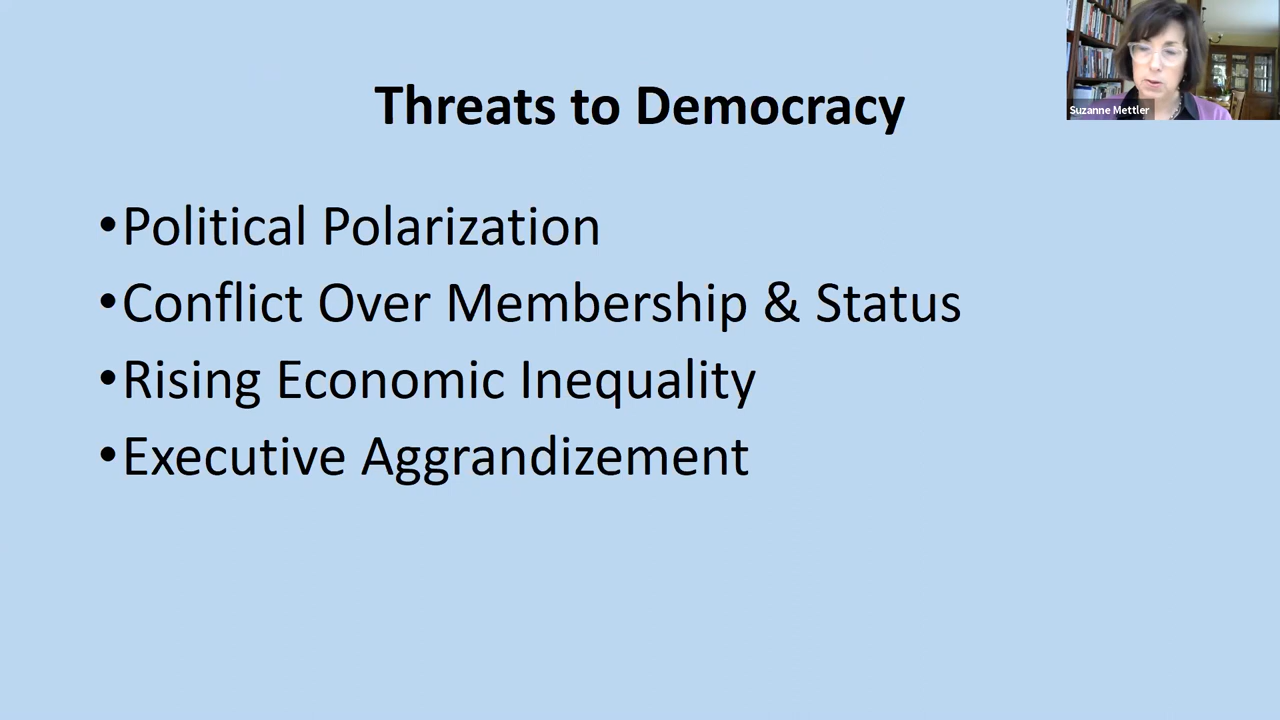 Threats to Democracy
Suzanne Mettler
•Political Polarization
•Conflict Over Membership & Status
•Rising Economic Inequality
•Executive Aggrandizement